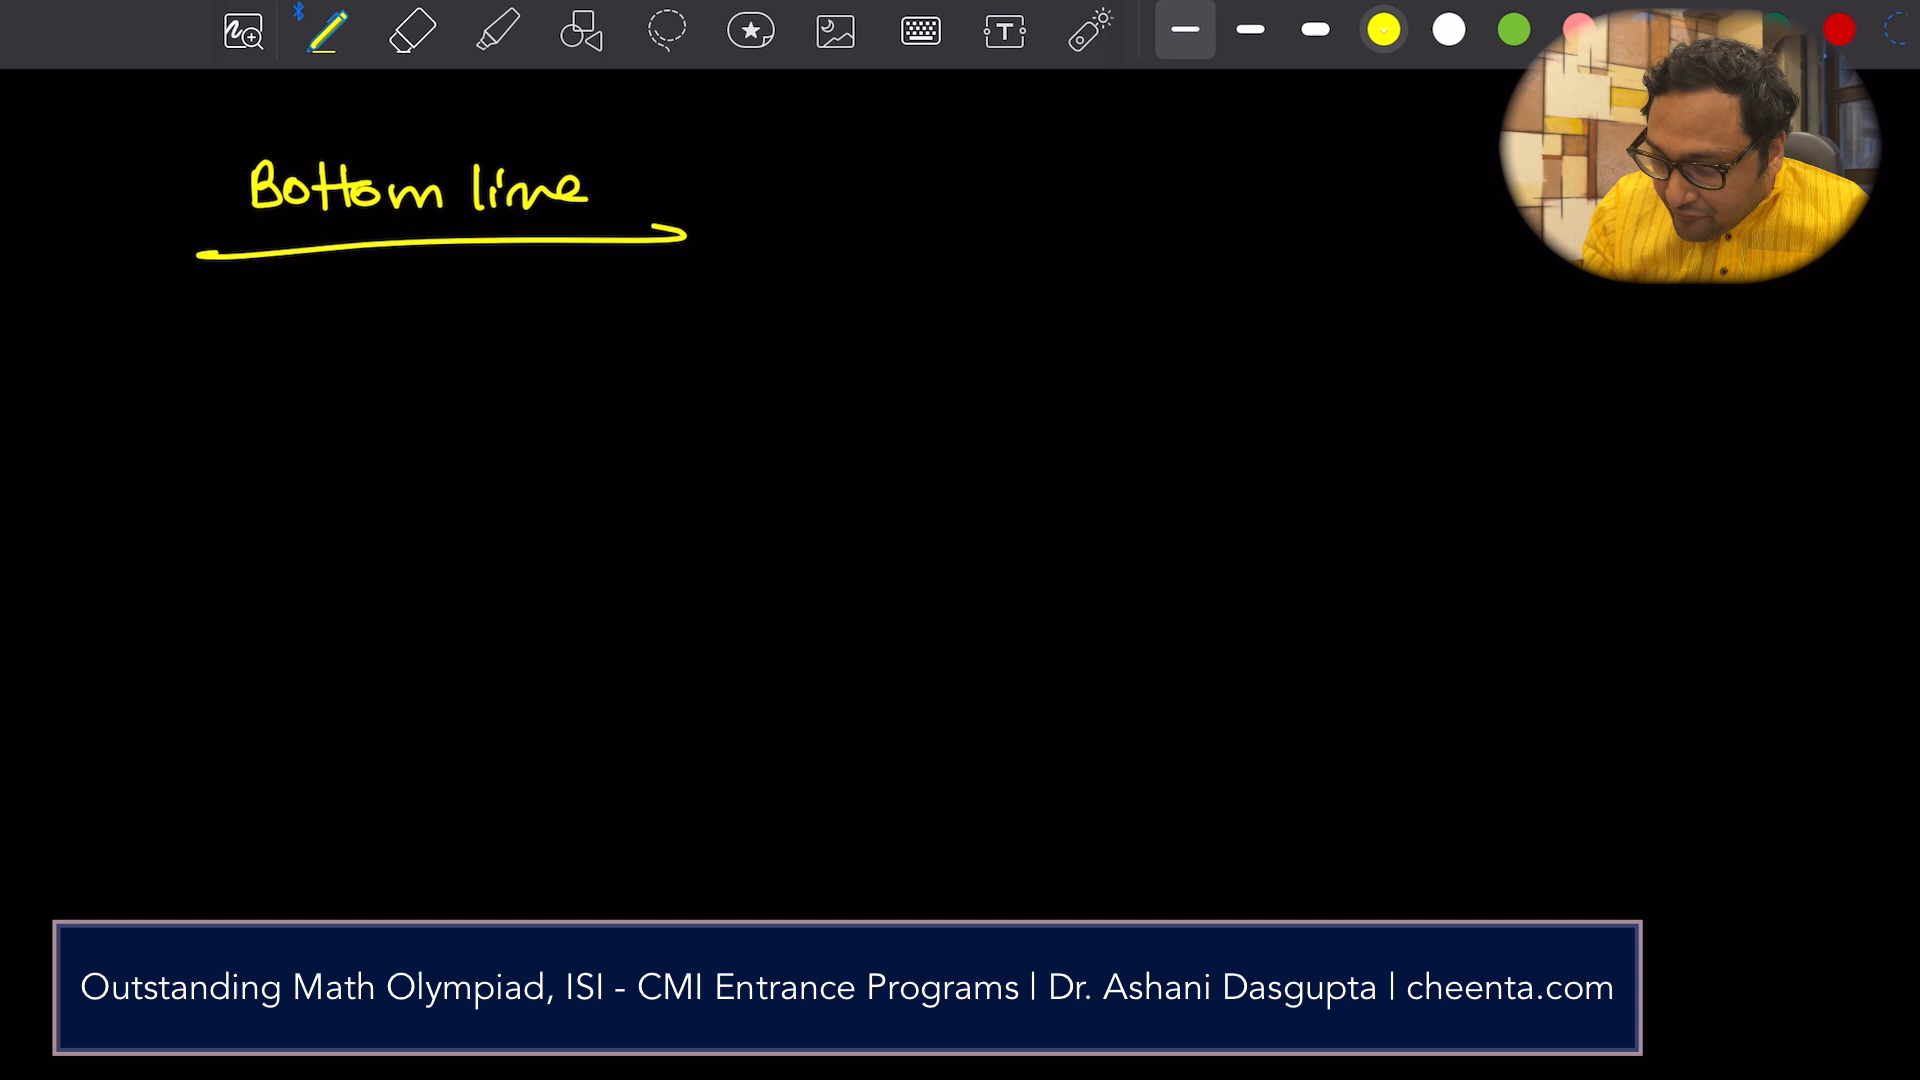 Bottom line
Outstanding Math Olympiad, ISI - CMI Entrance Programs | Dr. Ashani Dasgupta | cheenta.com